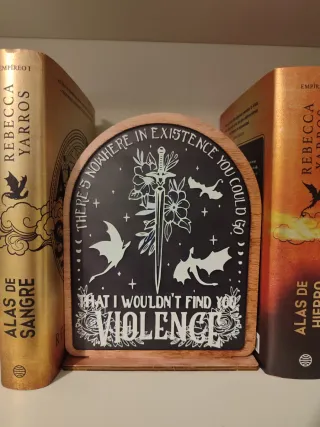 EMPÍREO I
REBECCA
YARROS
ALAS DE
SANGRE
THERE'S NOWHERE IN EXISTENCE YOU COULD GO
THAT I WOULDN'T FIND YOU
VIOLENCE
REBECCA
YARROS
ALAS DE
HIERRO